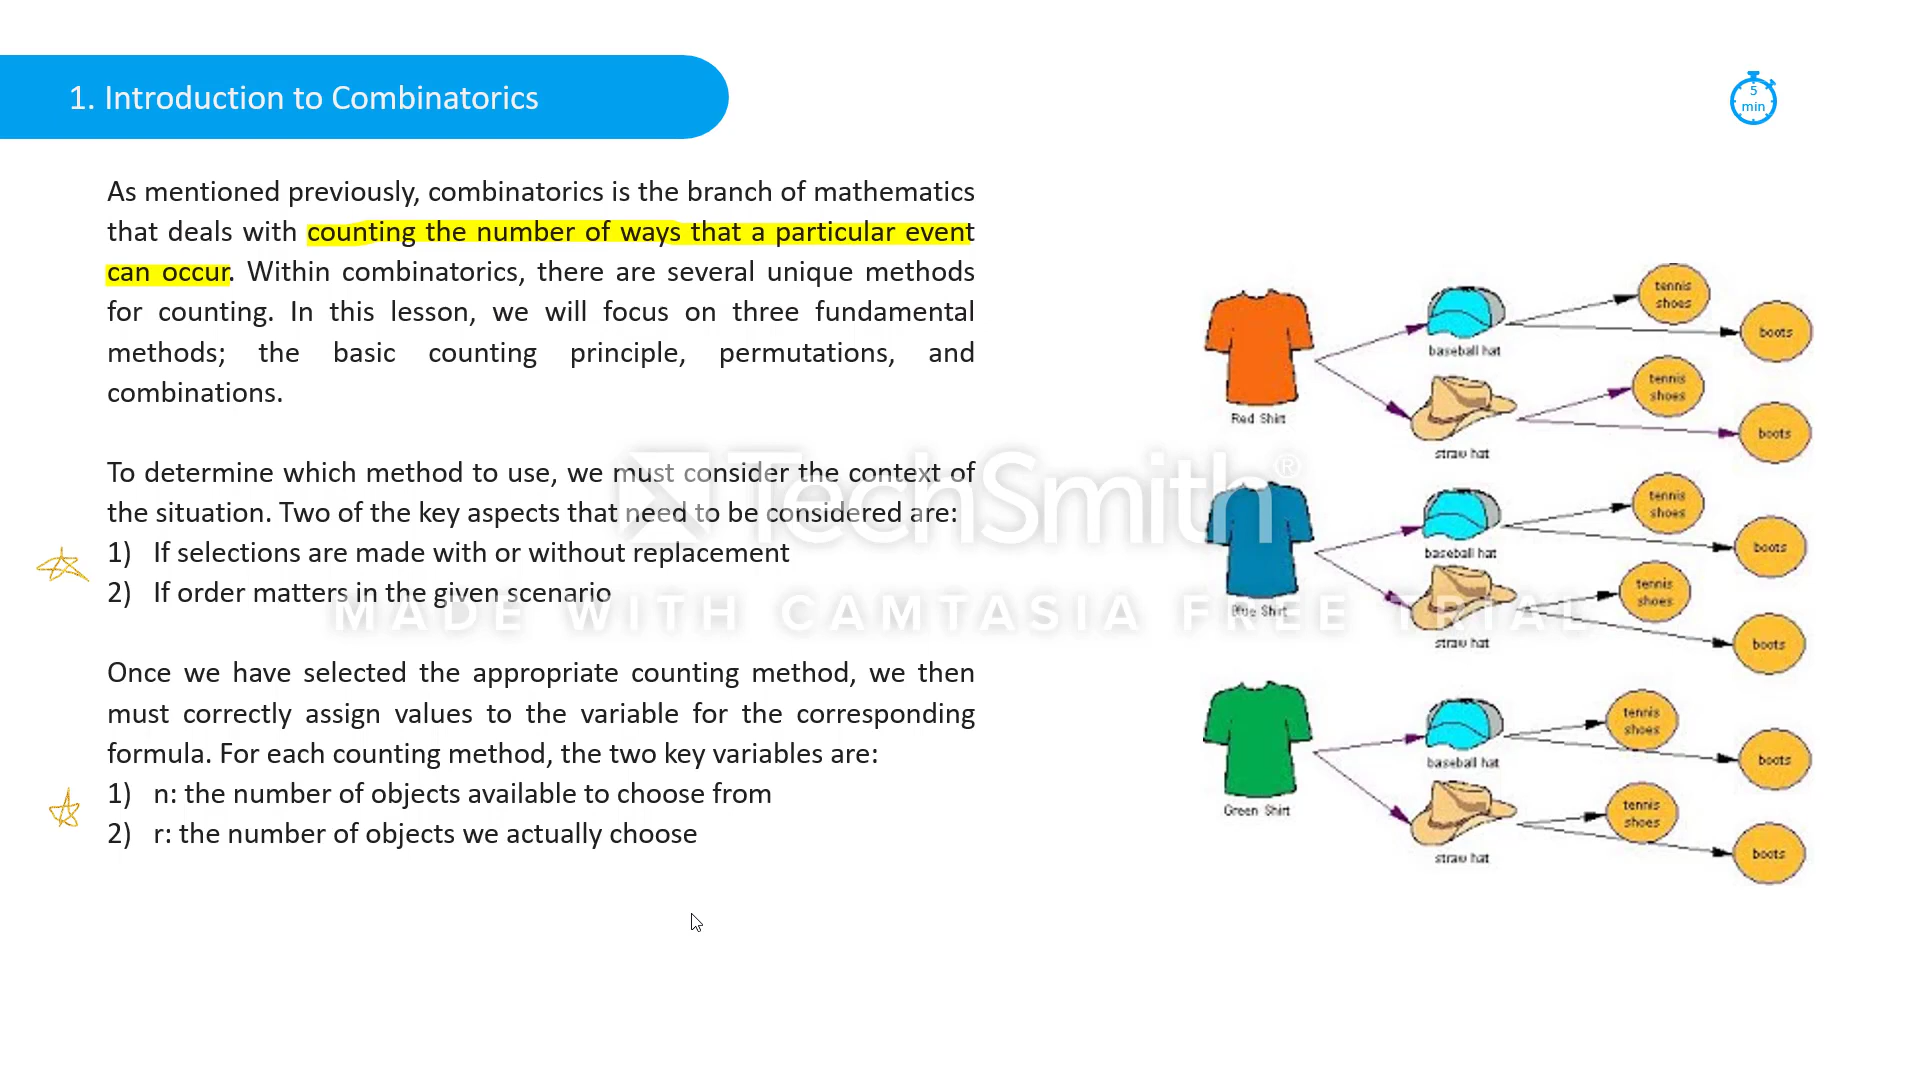 1. Introduction to Combinatorics
5
min
As mentioned previously, combinatorics is the branch of mathematics
that deals with counting the number of ways that a particular event
can occur. Within combinatorics, there are several unique methods
for counting. In this lesson, we will focus on three fundamental
methods; the basic counting principle, permutations, and
combinations.
To determine which method to use, we must consider the context of
the situation. Two of the key aspects that need to be considered are:
1) If selections are made with or without replacement
2) If order matters in the given scenario
Once we have selected the appropriate counting method, we then
must correctly assign values to the variable for the corresponding
formula. For each counting method, the two key variables are:
1) n: the number of objects available to choose from
2) r: the number of objects we actually choose
Red Shirt
baseball hat
tennis
shoes
boots
straw hat
tennis
shoes
boots
Blue Shirt
baseball hat
tennis
shoes
boots
straw hat
tennis
shoes
boots
Green Shirt
baseball hat
tennis
shoes
boots
straw hat
tennis
shoes
boots
TechSmith®
MADE WITH CAMTASIA FREE TRIAL